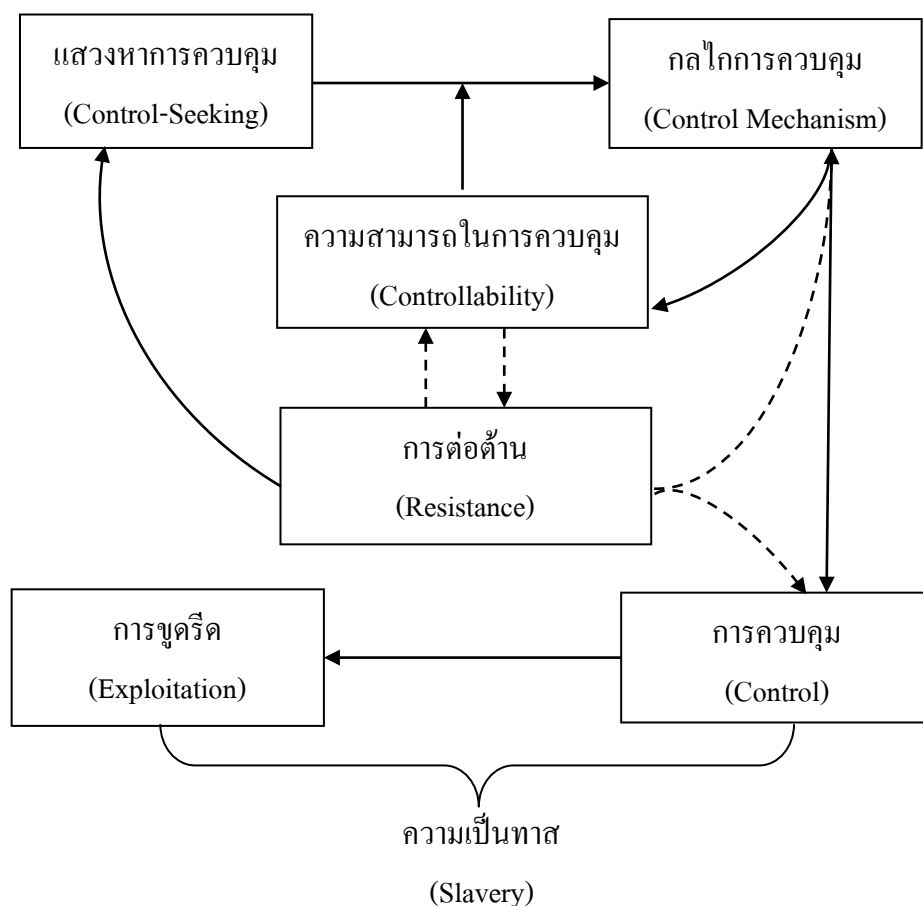 แสวงหาการควบคุม
(Control-Seeking)
กลไกการควบคุม
(Control Mechanism)
ความสามารถในการควบคุม
(Controllability)
การต่อต้าน
(Resistance)
การขูดรีด
(Exploitation)
การควบคุม
(Control)
ความเป็นทาส
(Slavery)